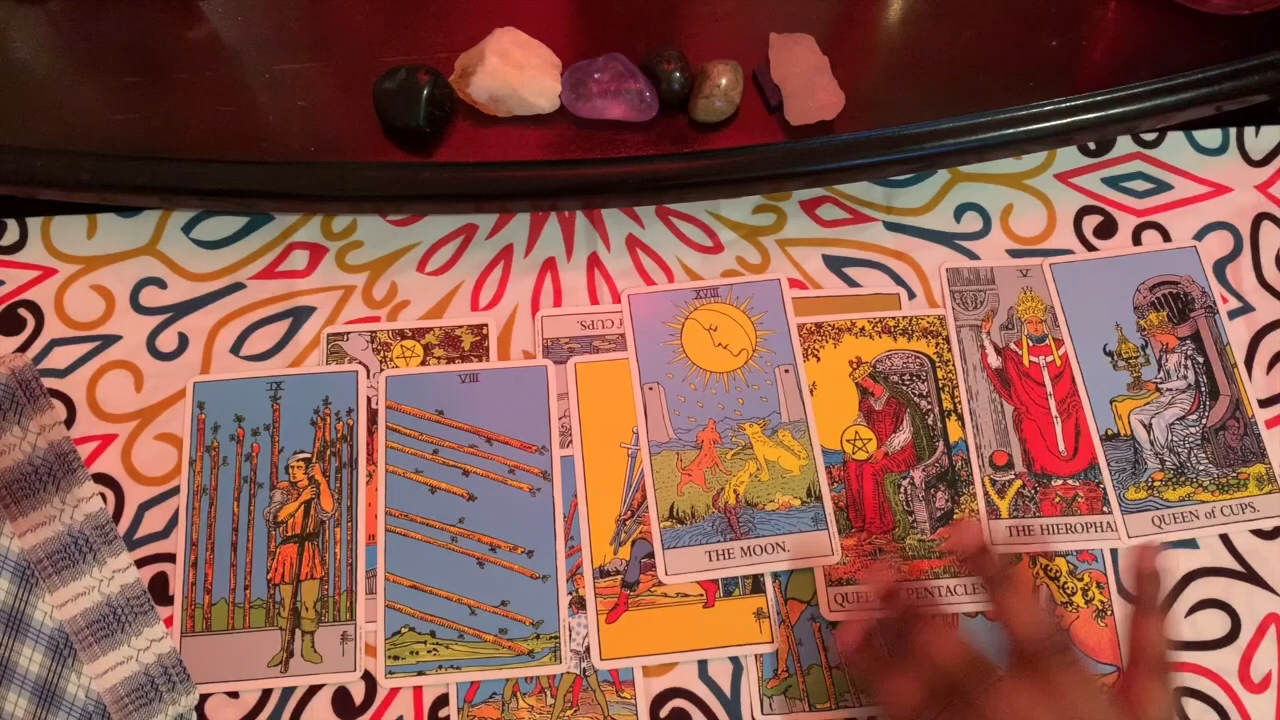 IX
VIII
F CUPS.
XVIII
THE MOON.
QUEE
PENTACLES
V
THE HIEROPHA
QUEEN of CUPS.